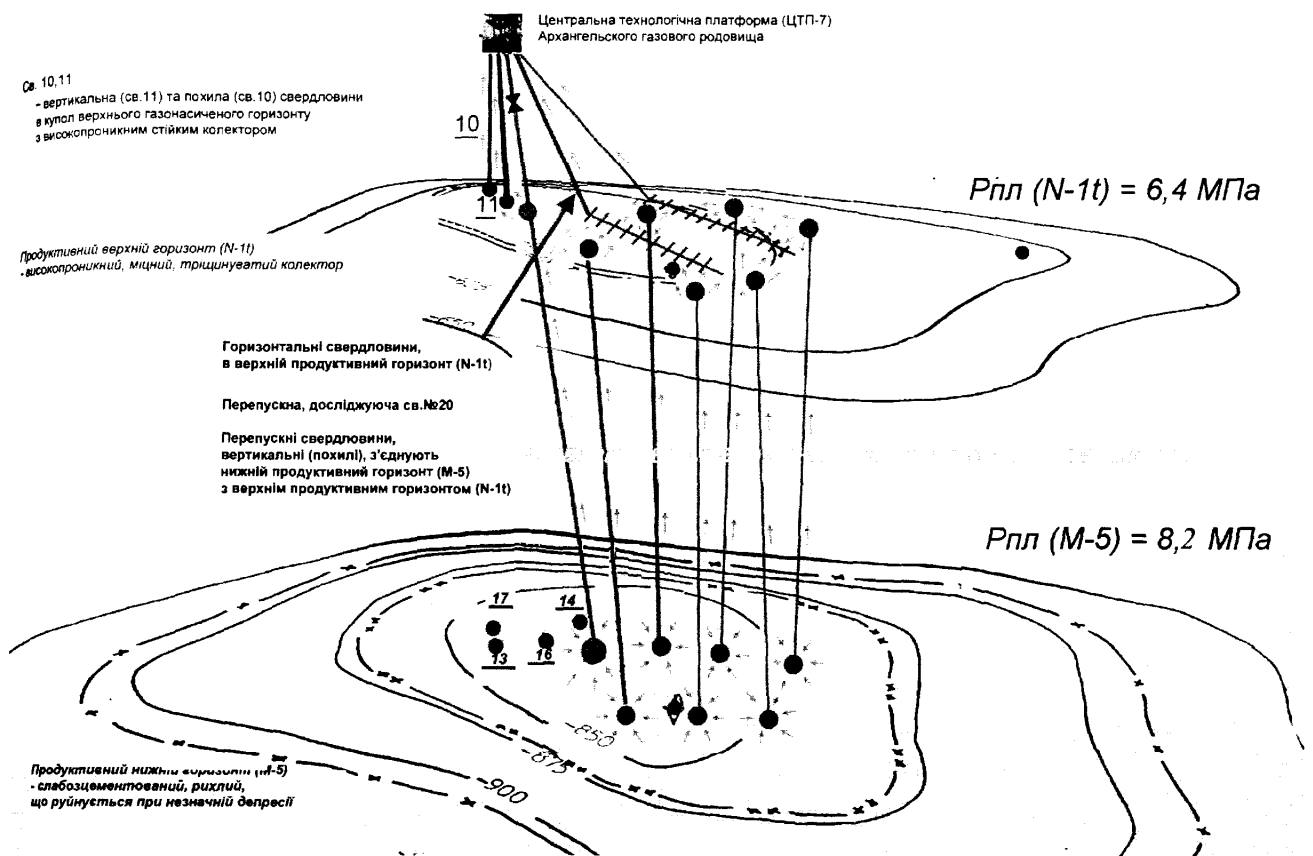 Центральна технологічна платформа (ЦТП-7)
Архангельского газового родовища
Св. 10,11
- вертикальна (св.11) та похила (св.10) свердловини
в купол верхнього газонасиченого горизонту
з високопроникним стійким колектором
10
11
Рпл (N-1t) = 6,4 МПа
Продуктивний верхній горизонт (N-1t)
- високопроникний, міцний, тріщинуватий колектор
-650
Горизонтальні свердловини,
в верхній продуктивний горизонт (N-1t)
Перепускна, досліджуюча св.№20
Перепускні свердловини,
вертикальні (похилі), з'єднують
нижній продуктивний горизонт (М-5)
з верхнім продуктивним горизонтом (N-1t)
Рпл (М-5) = 8,2 МПа
17
14
13
16
-850
-875
-900
Продуктивний нижній горизонт (М-5)
- слабозцементований, рихлий,
що руйнується при незначній депресії